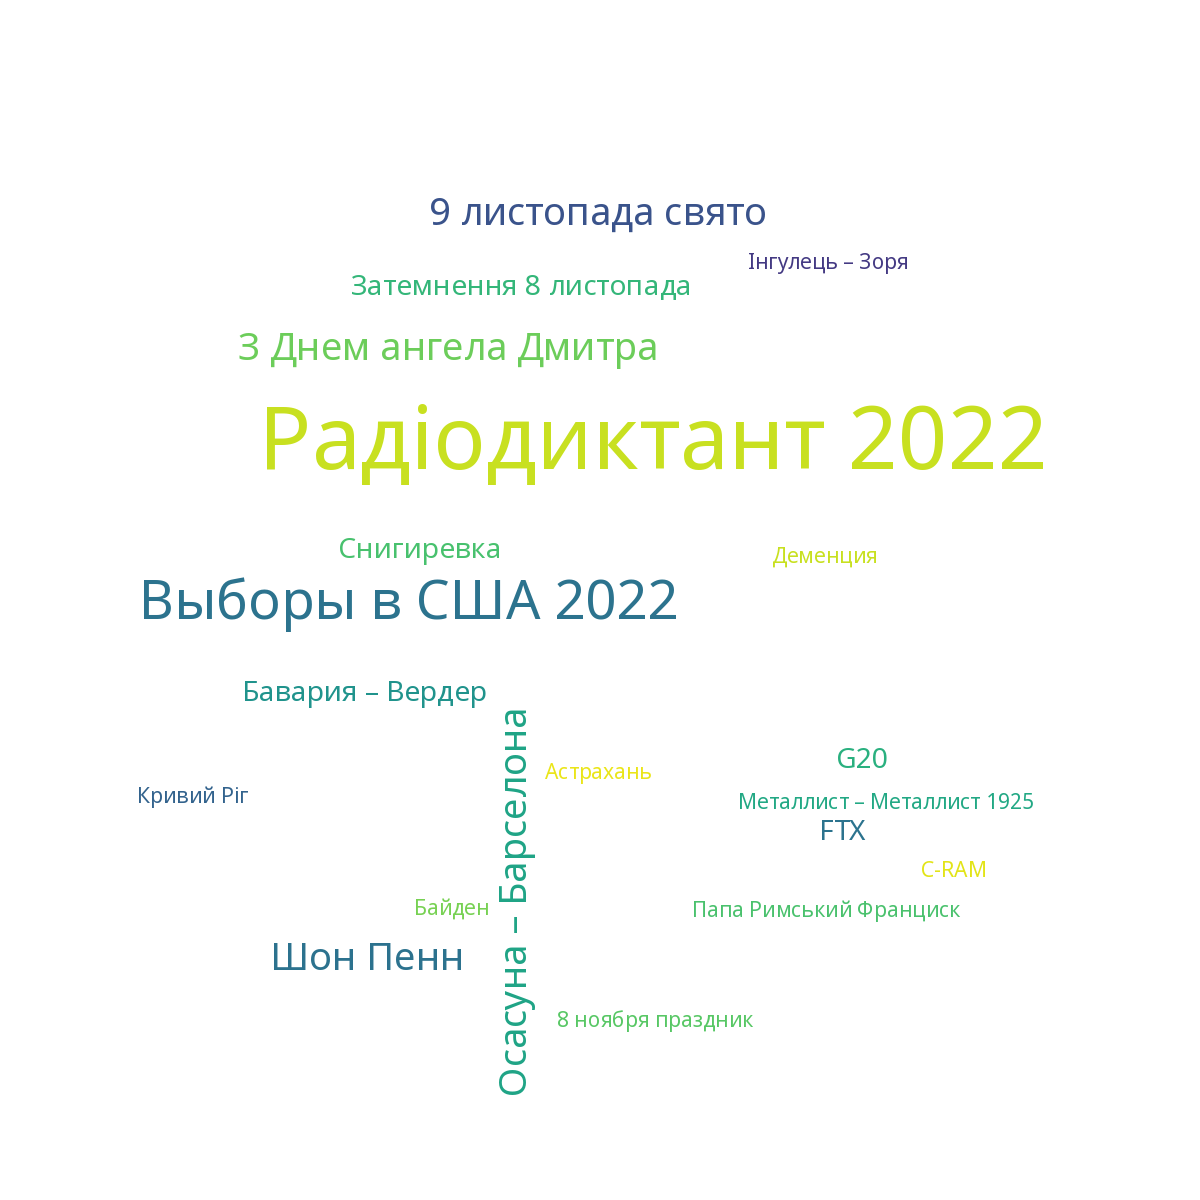 9 листопада свято
Інгулець – Зоря
Затемнення 8 листопада
З Днем ангела Дмитра
Радіодиктант 2022
Снигиревка
Деменция
Выборы в США 2022
Бавария – Вердер
Осасуна – Барселона
G20
Астрахань
Кривий Ріг
Металлист – Металлист 1925
FTX
C-RAM
Байден
Папа Римський Франциск
Шон Пенн
8 ноября праздник